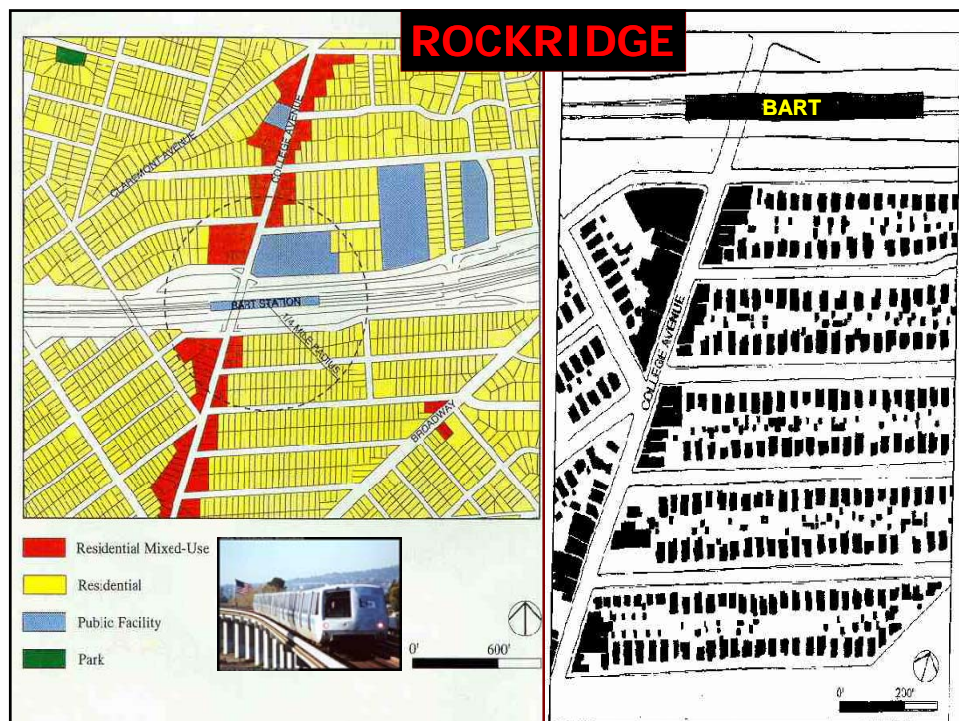 ROCKRIDGE
CLAREMONT AVENUE
COLLEGE AVENUE
BART STATION
1/4 MILE RADIUS
BROADWAY
Residential Mixed-Use
Residential
Public Facility
Park
0'
600'
BART
COLLEGE AVENUE
0'
200'